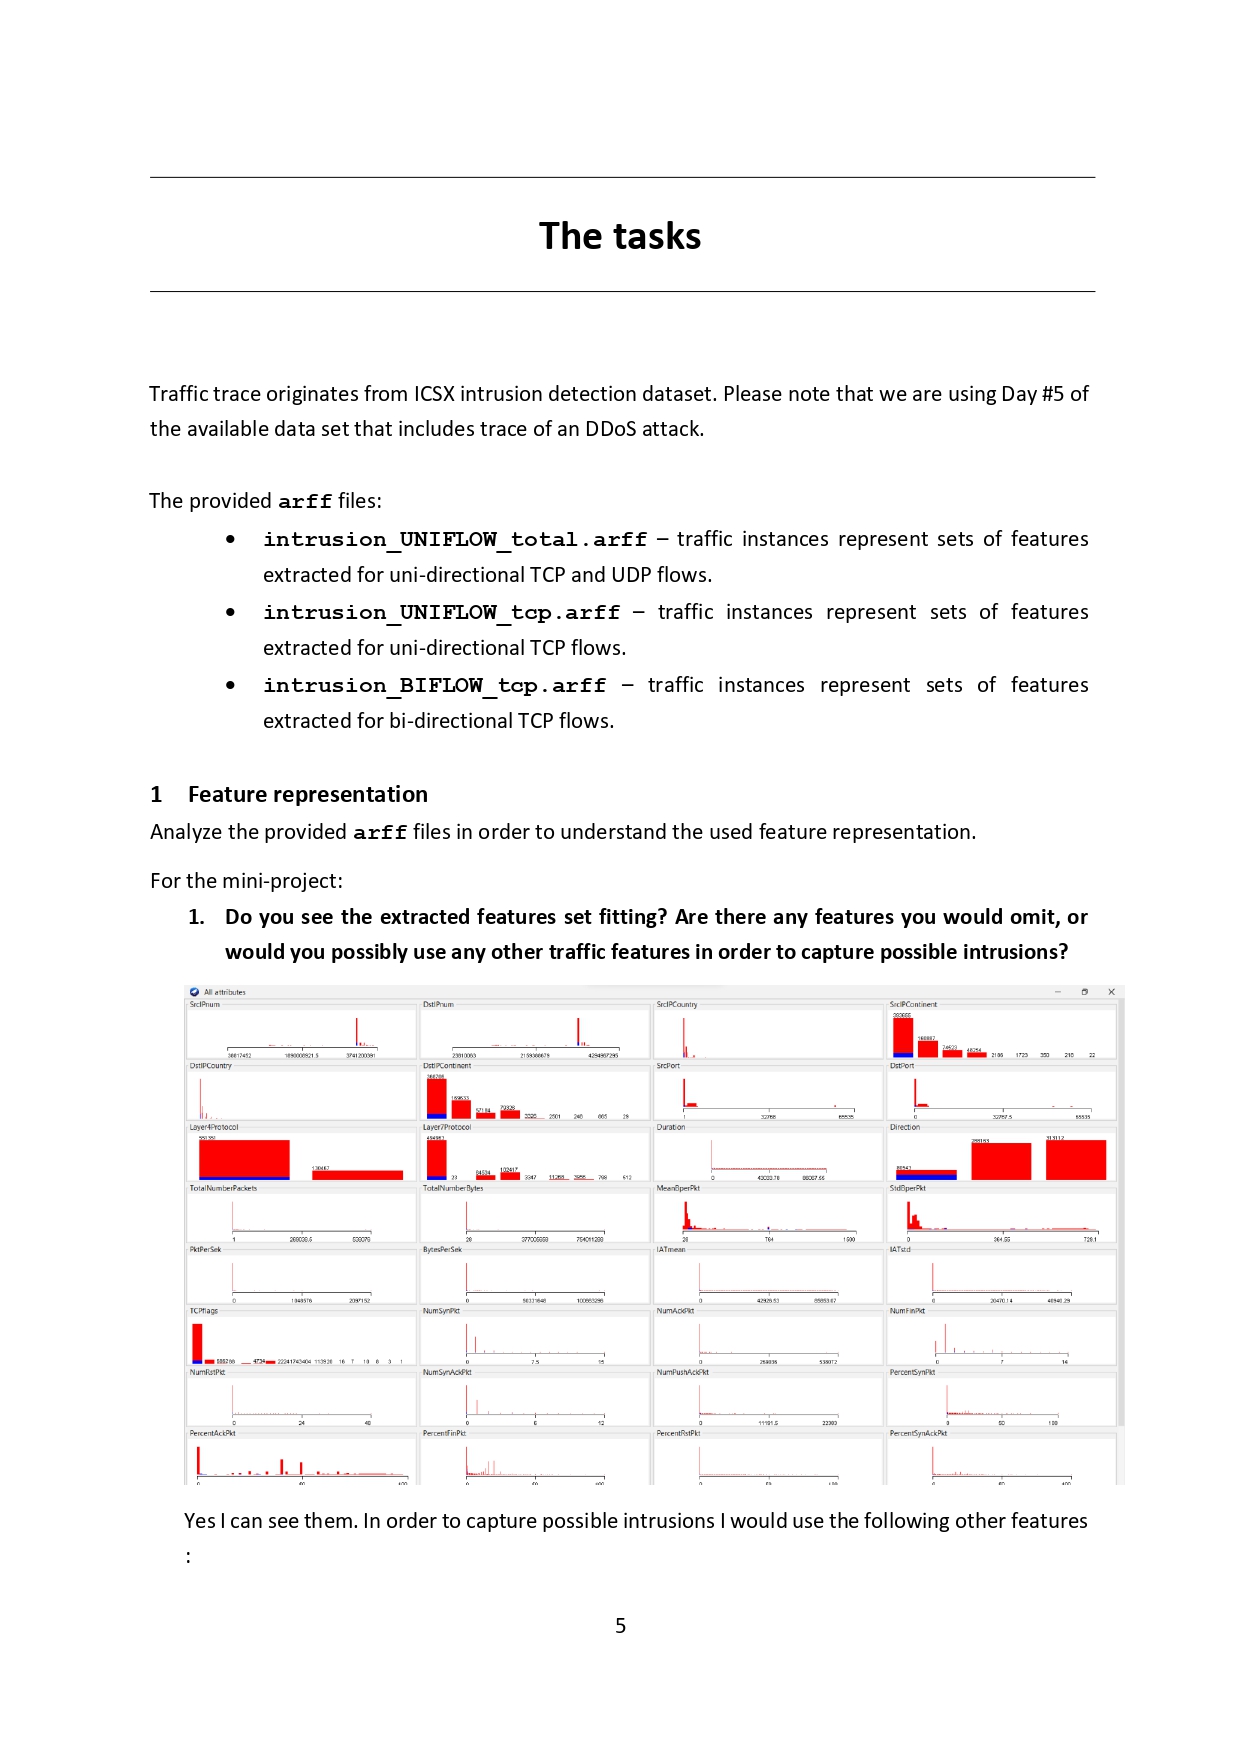 The tasks
Traffic trace originates from ICSX intrusion detection dataset. Please note that we are using Day #5 of
the available data set that includes trace of an DDoS attack.
The provided arff files:
• intrusion_UNIFLOW_total.arff – traffic instances represent sets of features
extracted for uni-directional TCP and UDP flows.
• intrusion_UNIFLOW_tcp.arff – traffic instances represent sets of features
extracted for uni-directional TCP flows.
• intrusion_BIFLOW_tcp.arff – traffic instances represent sets of features
extracted for bi-directional TCP flows.
1 Feature representation
Analyze the provided arff files in order to understand the used feature representation.
For the mini-project:
1. Do you see the extracted features set fitting? Are there any features you would omit, or
would you possibly use any other traffic features in order to capture possible intrusions?
All attributes
SrcIPnum DstIPnum SrcIPCountry SrcIPContinent
DstIPCountry DstIPContinent SrcPort DstPort
Layer4Protocol Layer7Protocol Duration Direction
TotalNumberPackets TotalNumberBytes MeanBperPkt StdBperPkt
PktPerSek BytesPerSek IATmean IATstd
TCPflags NumSynPkt NumAckPkt NumFinPkt
NumRstPkt NumSynAckPkt NumPushAckPkt PercentSynPkt
PercentAckPkt PercentFinPkt PercentRstPkt PercentSynAckPkt
Yes I can see them. In order to capture possible intrusions I would use the following other features
:
5